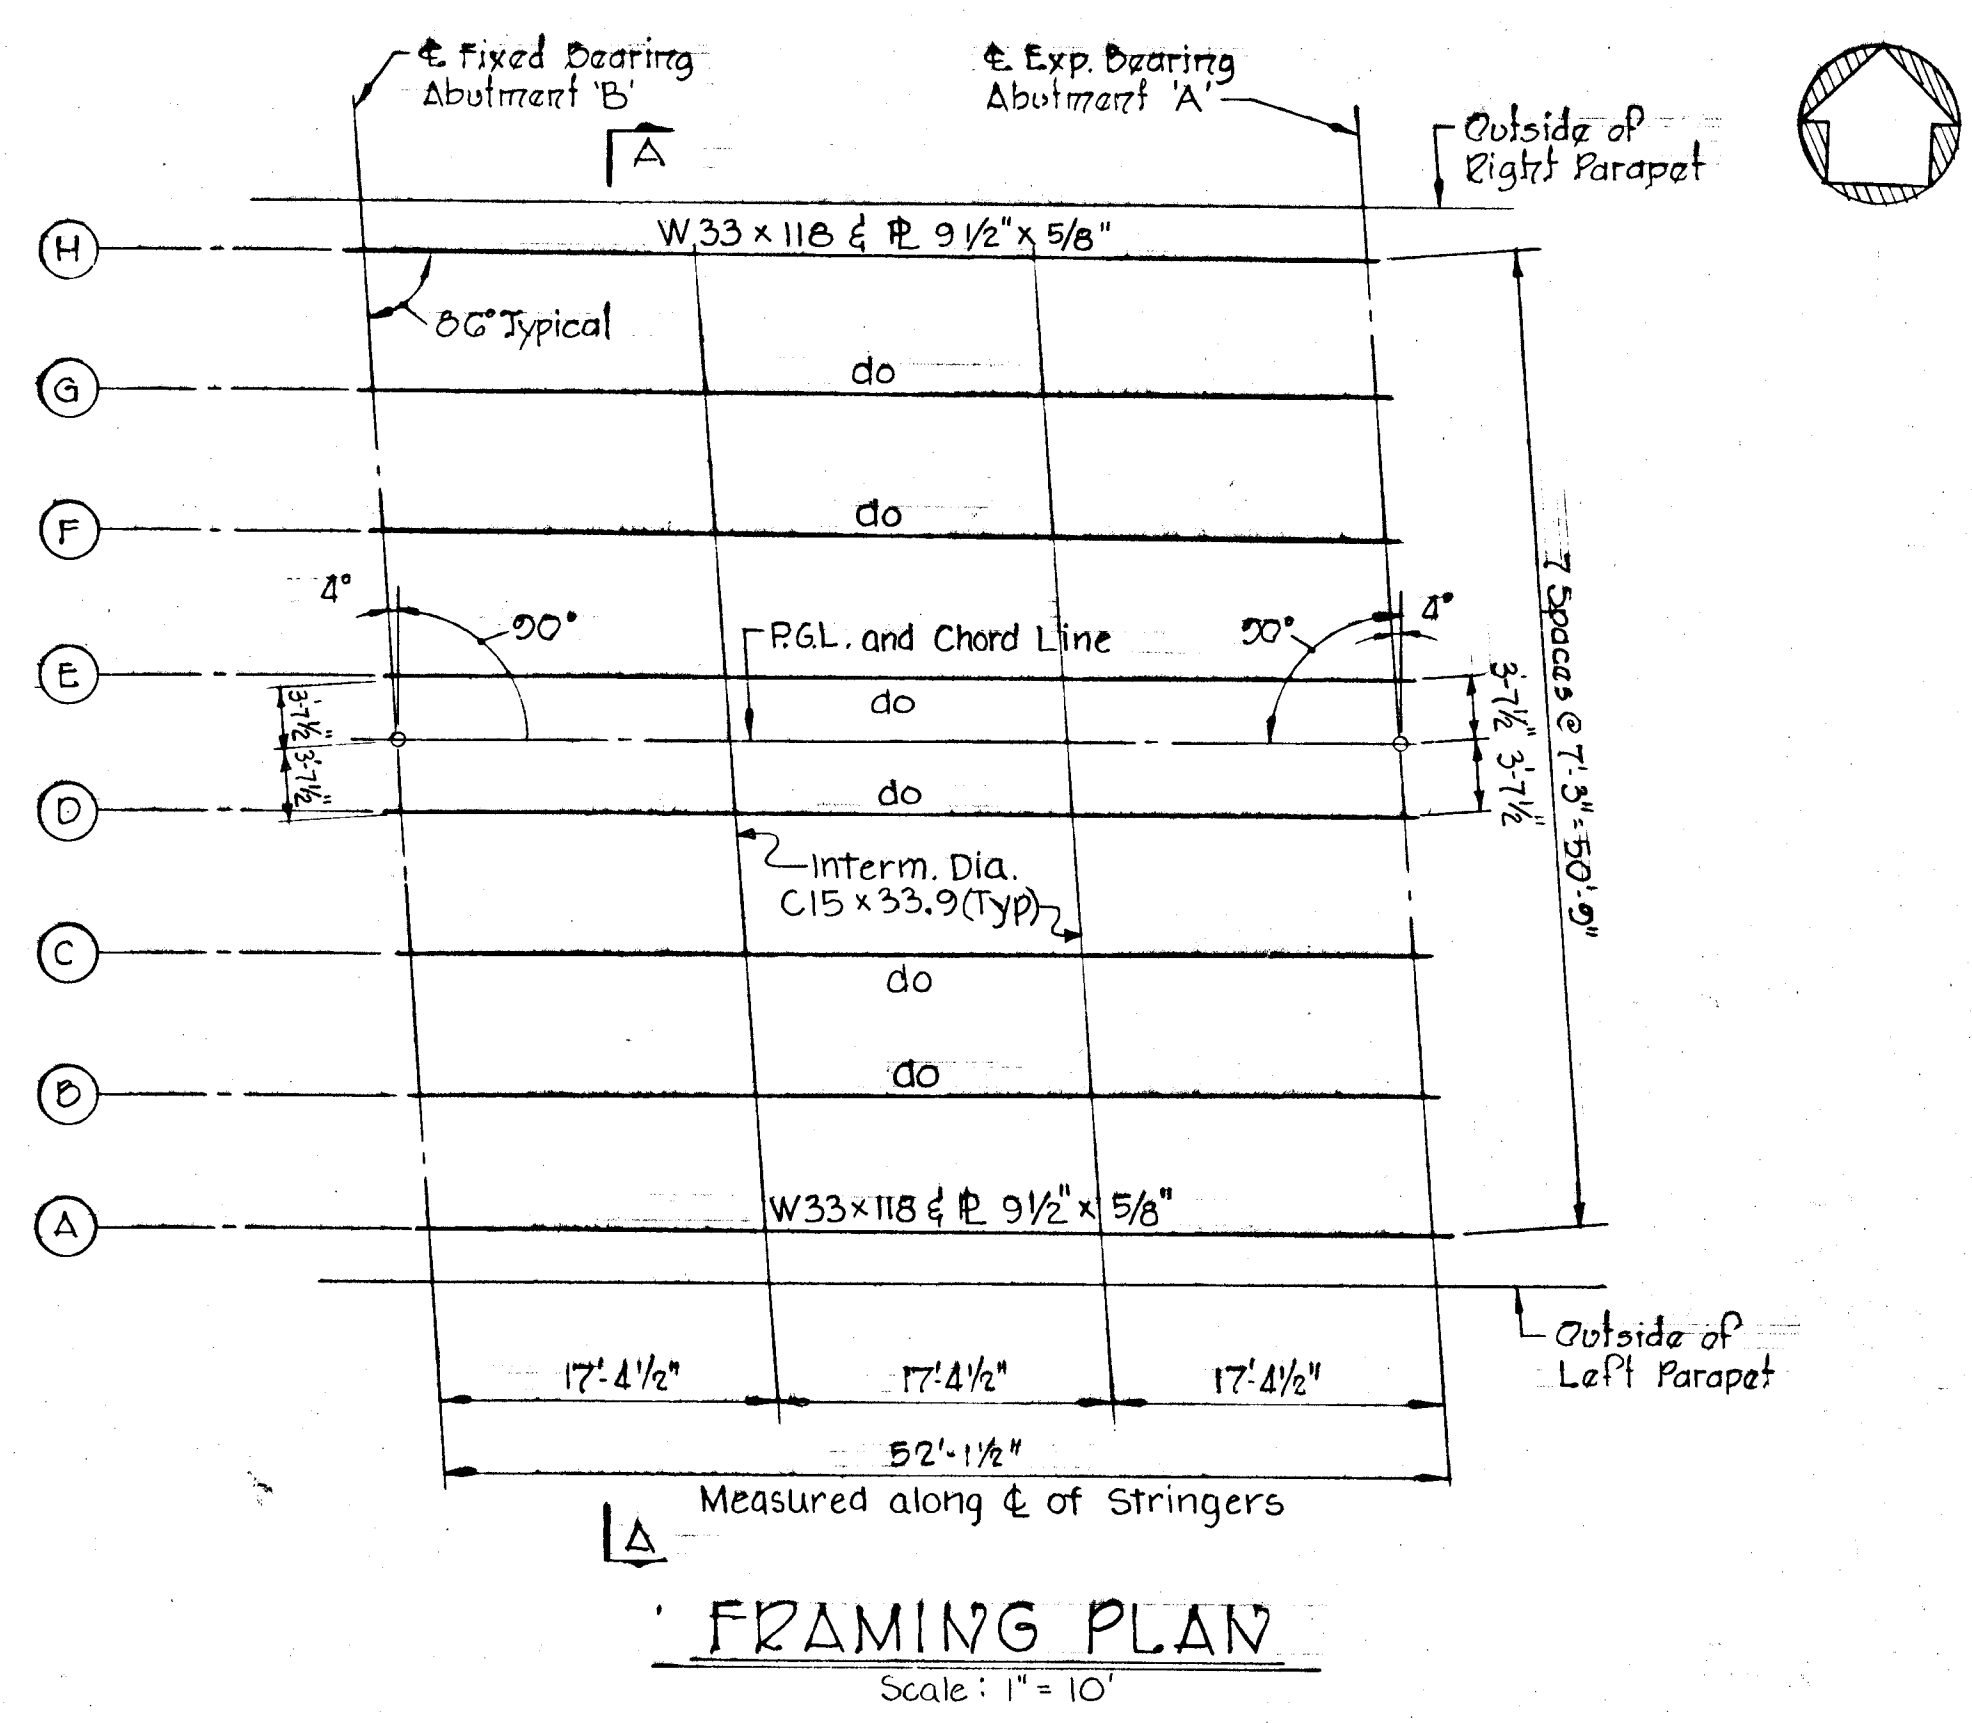 ℄ Fixed Bearing
Abutment 'B'
℄ Exp. Bearing
Abutment 'A'
Outside of
Right Parapet
A
H
W 33 x 118 & PL 9 1/2" x 5/8"
86° Typical
G
do
F
do
4°
90°
P.G.L. and Chord Line
90°
4°
7 Spaces @ 7'-3" = 50'-9"
E
do
3'-7 1/2"
3'-7 1/2"
3'-7 1/2"
3'-7 1/2"
D
do
Interm. Dia.
C15 x 33.9 (Typ)
C
do
B
do
A
W33 x 118 & PL 9 1/2" x 5/8"
Outside of
Left Parapet
17'-4 1/2"
17'-4 1/2"
17'-4 1/2"
52'-1 1/2"
Measured along ℄ of Stringers
A
FRAMING PLAN
Scale: 1" = 10'